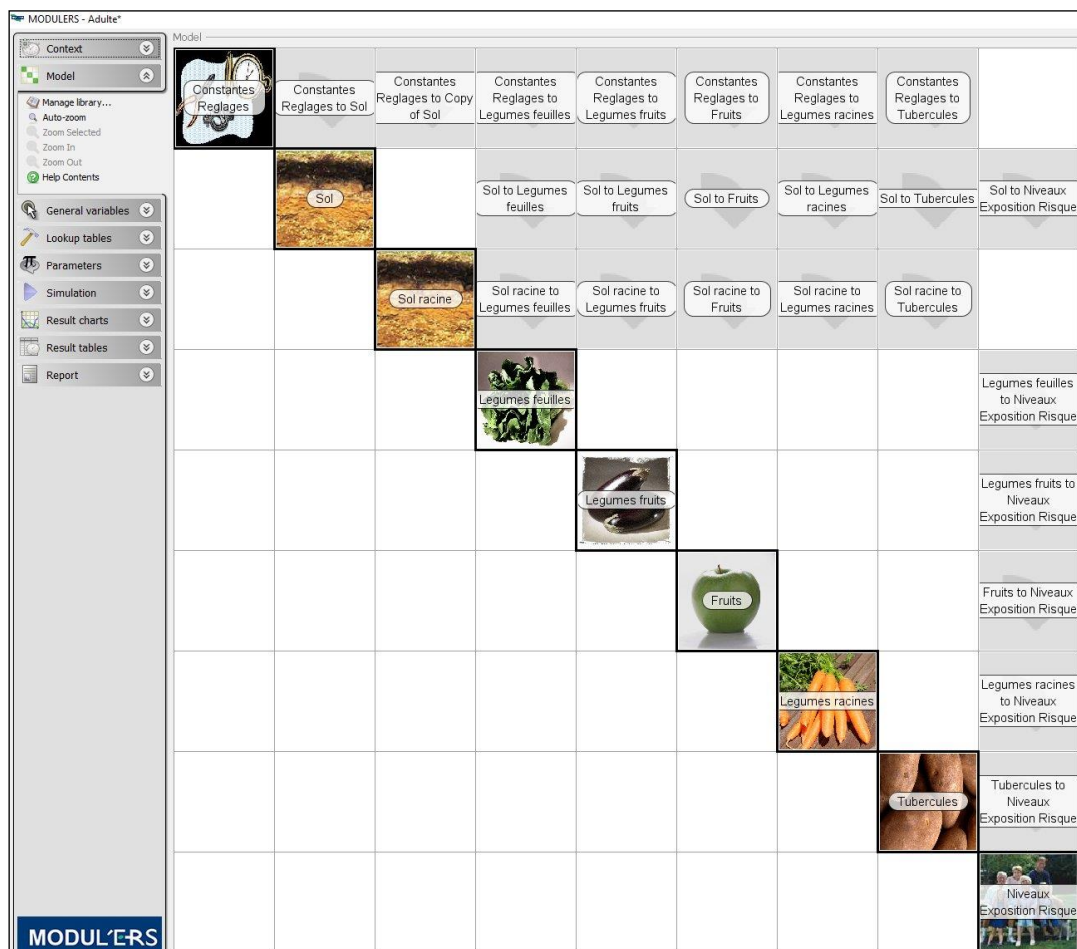 MODULERS - Adulte*
Context
Model
Manage library...
Auto-zoom
Zoom Selected
Zoom In
Zoom Out
Help Contents
General variables
Lookup tables
Parameters
Simulation
Result charts
Result tables
Report
MODUL'ERS
Model
Constantes
Reglages
Constantes
Reglages to Sol
Constantes
Reglages to Copy
of Sol
Constantes
Reglages to
Legumes feuilles
Constantes
Reglages to
Legumes fruits
Constantes
Reglages to
Fruits
Constantes
Reglages to
Legumes racines
Constantes
Reglages to
Tubercules
Sol
Sol to Legumes
feuilles
Sol to Legumes
fruits
Sol to Fruits
Sol to Legumes
racines
Sol to Tubercules
Sol to Niveaux
Exposition Risque
Sol racine
Sol racine to
Legumes feuilles
Sol racine to
Legumes fruits
Sol racine to
Fruits
Sol racine to
Legumes racines
Sol racine to
Tubercules
Legumes feuilles
Legumes feuilles
to Niveaux
Exposition Risque
Legumes fruits
Legumes fruits to
Niveaux
Exposition Risque
Fruits
Fruits to Niveaux
Exposition Risque
Legumes racines
Legumes racines
to Niveaux
Exposition Risque
Tubercules
Tubercules to
Niveaux
Exposition Risque
Niveaux
Exposition Risque